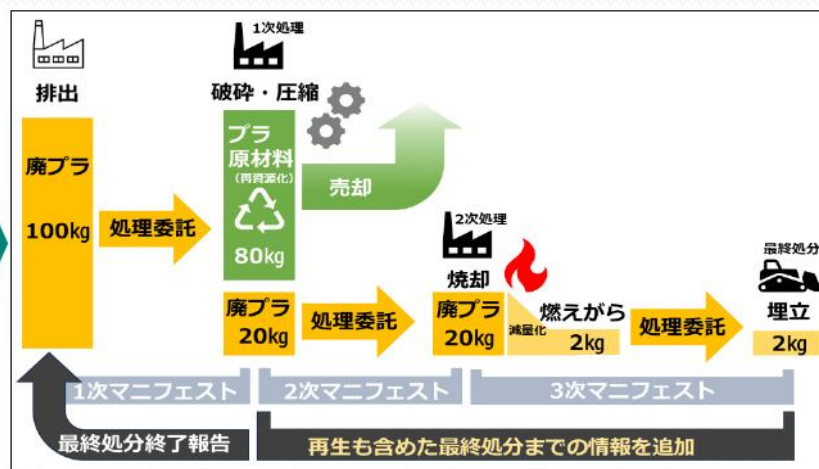 排出
廃プラ
100kg
処理委託
1次処理
破砕・圧縮
プラ
原材料
(再資源化)
80kg
売却
廃プラ
20kg
処理委託
2次処理
焼却
廃プラ
20kg
減量化
燃えがら
2kg
処理委託
最終処分
埋立
2kg
1次マニフェスト
2次マニフェスト
3次マニフェスト
最終処分終了報告
再生も含めた最終処分までの情報を追加